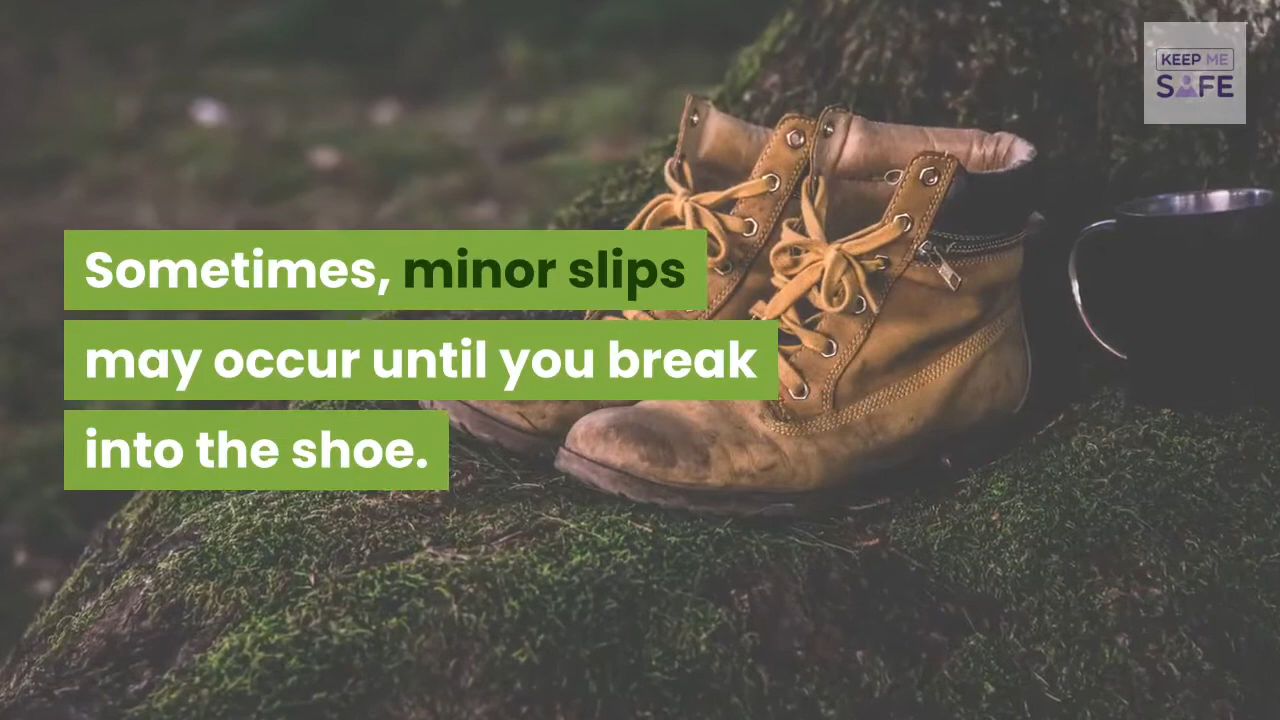 KEEP ME
SAFE
Sometimes, minor slips
may occur until you break
into the shoe.